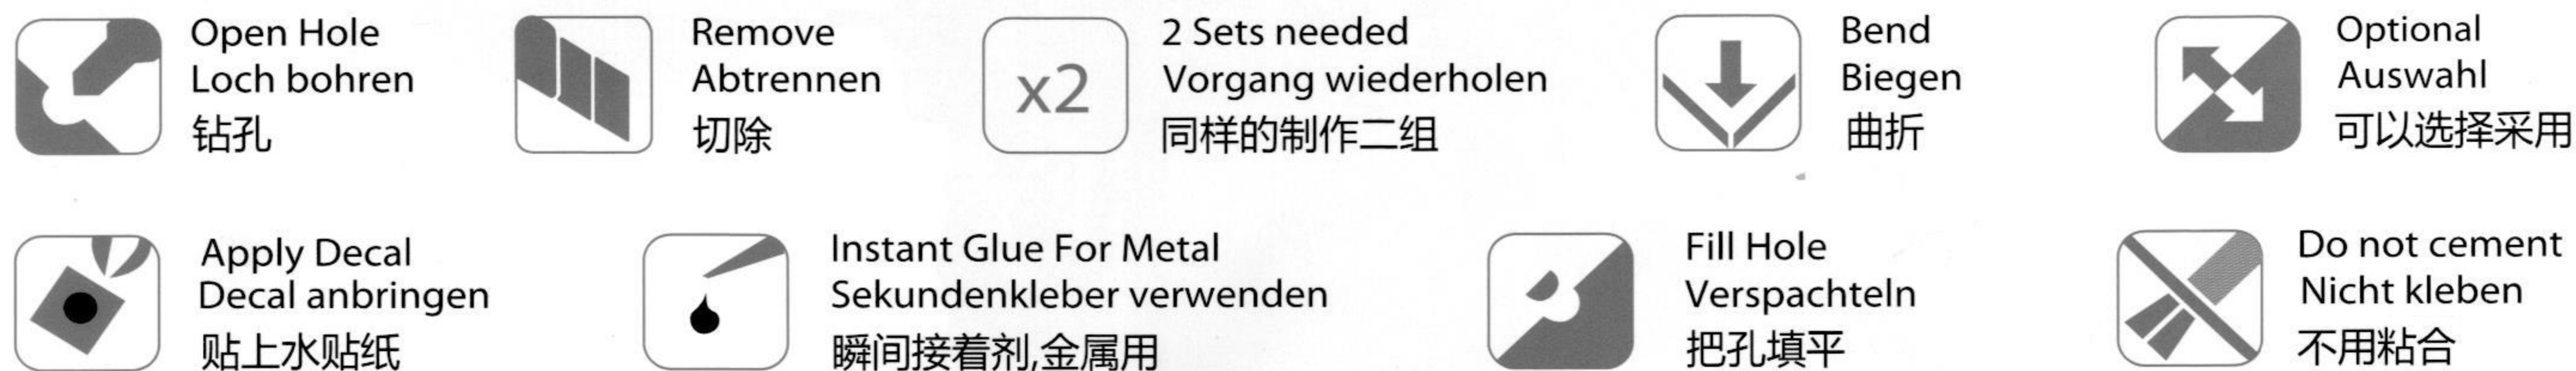 Open Hole
Loch bohren
钻孔
Remove
Abtrennen
切除
x2
2 Sets needed
Vorgang wiederholen
同样的制作二组
Bend
Biegen
曲折
Optional
Auswahl
可以选择采用
Apply Decal
Decal anbringen
贴上水贴纸
Instant Glue For Metal
Sekundenkleber verwenden
瞬间接着剂,金属用
Fill Hole
Verspachteln
把孔填平
Do not cement
Nicht kleben
不用粘合